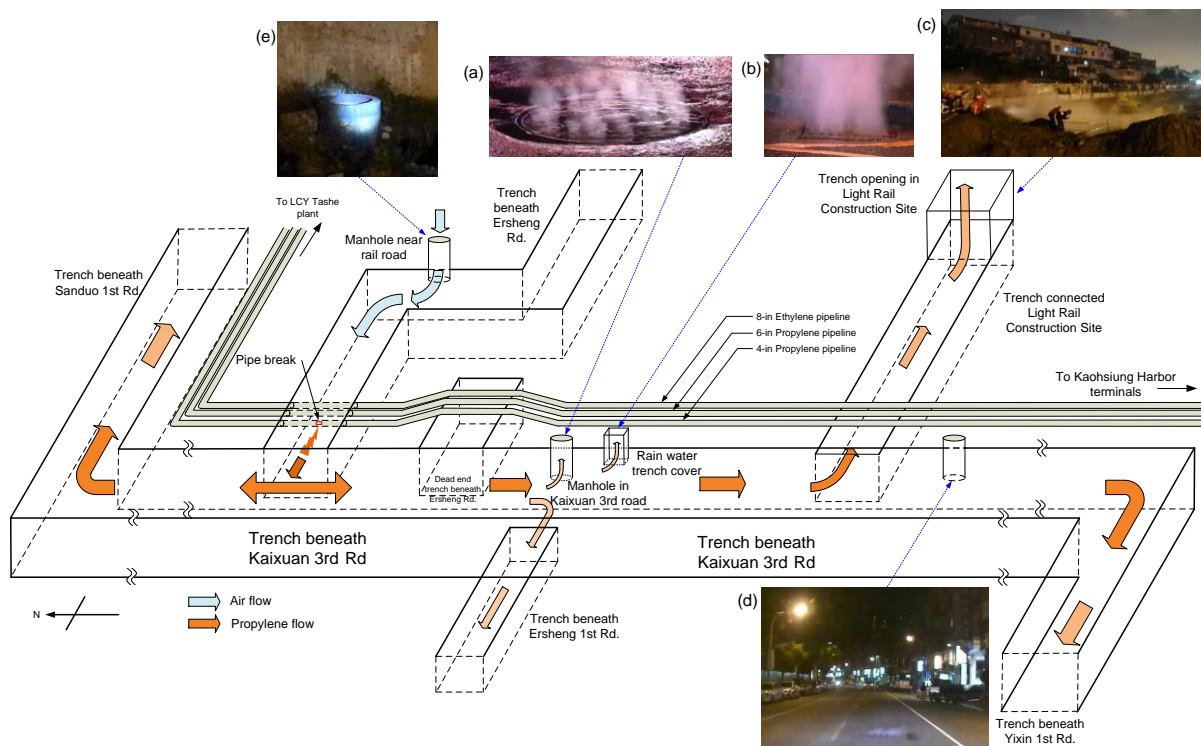 (e)
(a)
(b)
(c)
To LCY Tashe
plant
Trench
beneath
Ersheng
Rd.
Manhole near
rail road
Trench opening in
Light Rail
Construction Site
Trench beneath
Sanduo 1st Rd.
Trench connected
Light Rail
Construction Site
8-in Ethylene pipeline
6-in Propylene pipeline
4-in Propylene pipeline
Pipe break
To Kaohsiung Harbor
terminals
Rain water
trench cover
Dead end
trench beneath
Ersheng Rd.
Manhole in
Kaixuan 3rd road
Trench beneath
Kaixuan 3rd Rd
Trench beneath
Kaixuan 3rd Rd
N
Air flow
Propylene flow
Trench beneath
Ersheng 1st Rd.
(d)
Trench beneath
Yixin 1st Rd.